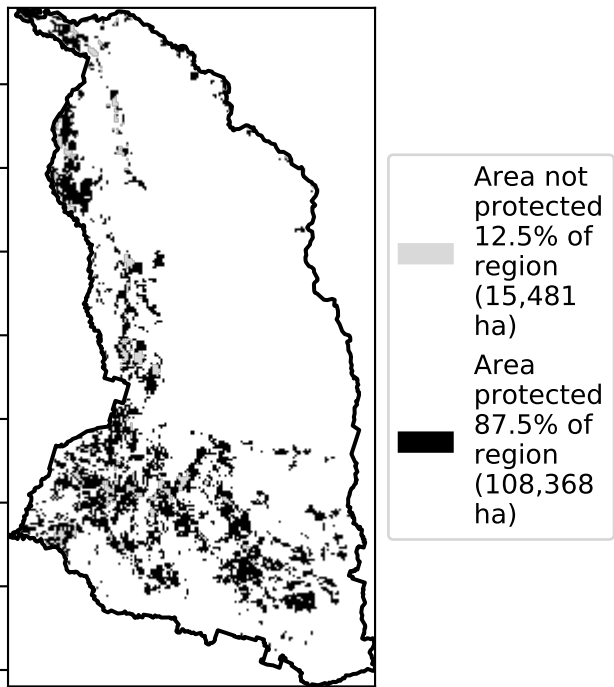 Area not
protected
12.5% of
region
(15,481
ha)
Area
protected
87.5% of
region
(108,368
ha)